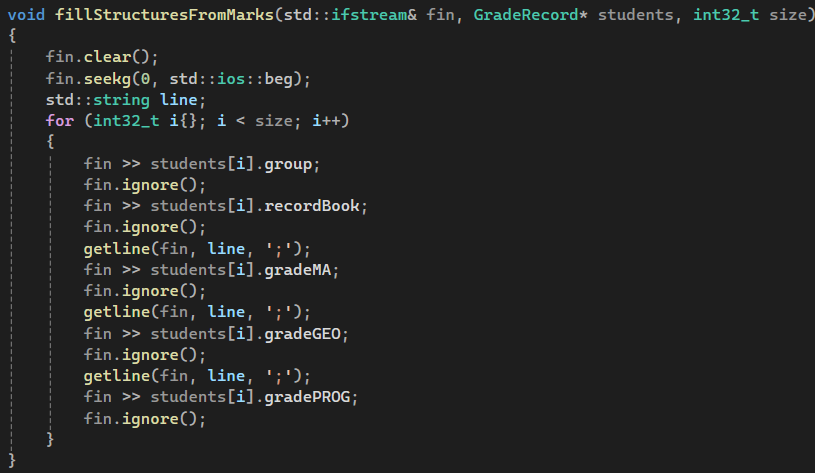 void fillStructuresFromMarks(std::ifstream& fin, GradeRecord* students, int32_t size)
{
    fin.clear();
    fin.seekg(0, std::ios::beg);
    std::string line;
    for (int32_t i{}; i < size; i++)
    {
        fin >> students[i].group;
        fin.ignore();
        fin >> students[i].recordBook;
        fin.ignore();
        getline(fin, line, ';');
        fin >> students[i].gradeMA;
        fin.ignore();
        getline(fin, line, ';');
        fin >> students[i].gradeGEO;
        fin.ignore();
        getline(fin, line, ';');
        fin >> students[i].gradePROG;
        fin.ignore();
    }
}